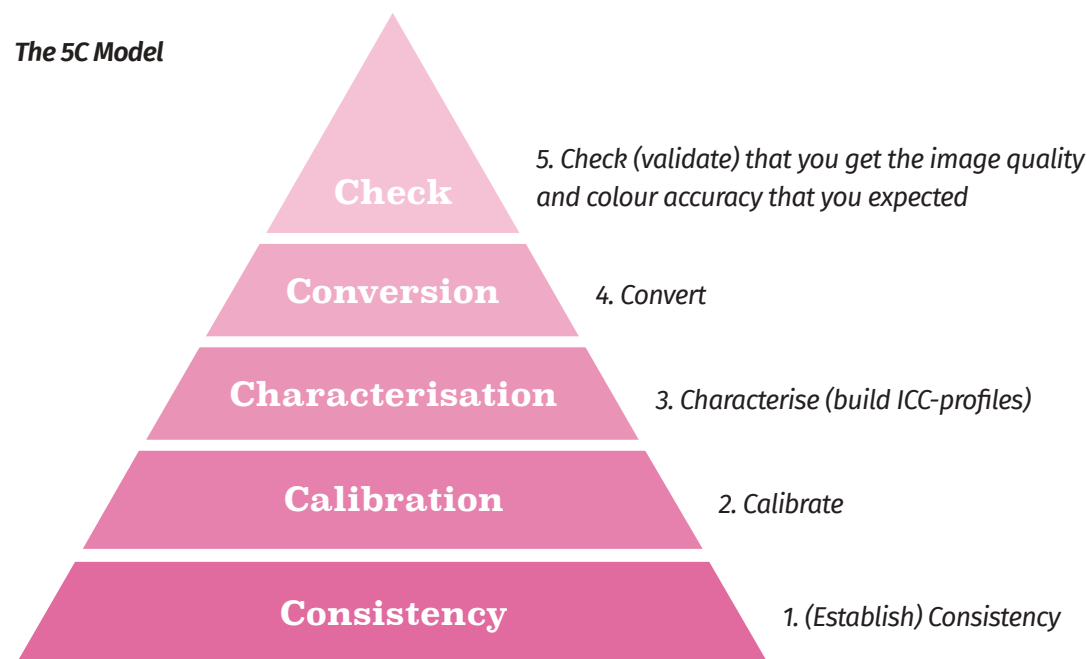 The 5C Model
Check
5. Check (validate) that you get the image quality
and colour accuracy that you expected
Conversion
4. Convert
Characterisation
3. Characterise (build ICC-profiles)
Calibration
2. Calibrate
Consistency
1. (Establish) Consistency